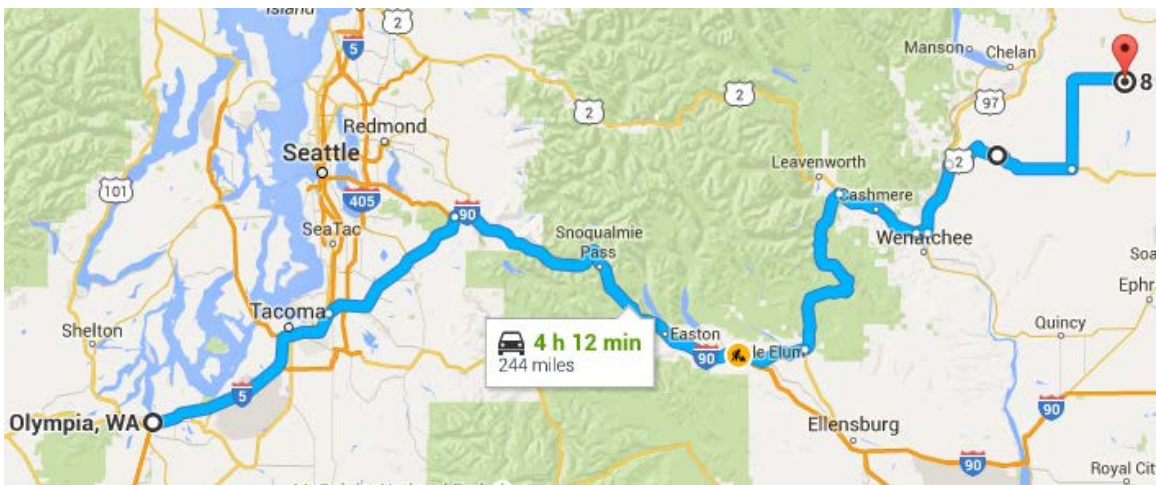 Island
2
5
Manson
Chelan
8
97
2
2
Redmond
Seattle
Leavenworth
2
101
405
Cashmere
90
SeaTac
Snoqualmie
Pass
Wenatchee
Soa
Ephr
Tacoma
Shelton
Easton
Quincy
4 h 12 min
244 miles
90
le Elum
5
90
Olympia, WA
Ellensburg
90
Royal Cit